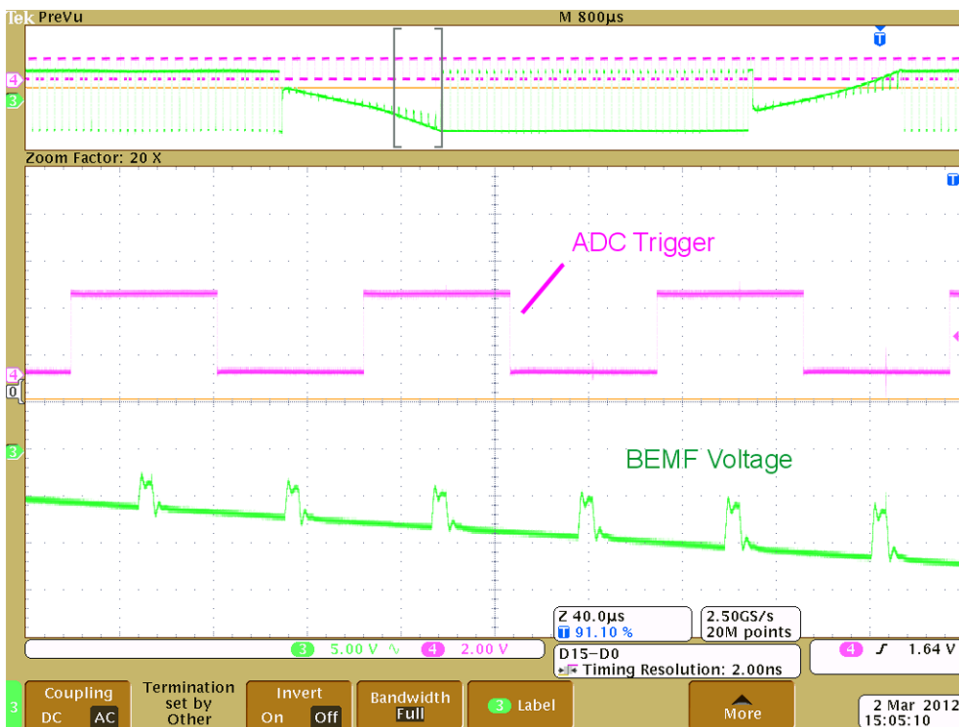 Tek PreVu M 800µs
T
4
3
Zoom Factor: 20 X
T
ADC Trigger
4
0
3
BEMF Voltage
Z 40.0µs
T 91.10 %
2.50GS/s
20M points
D15-D0
Timing Resolution: 2.00ns
3 5.00 V ∿ 4 2.00 V
4 ∫ 1.64 V
3
Coupling
DC AC
Termination
set by
Other
Invert
On Off
Bandwidth
Full
3 Label
More
2 Mar 2012
15:05:10